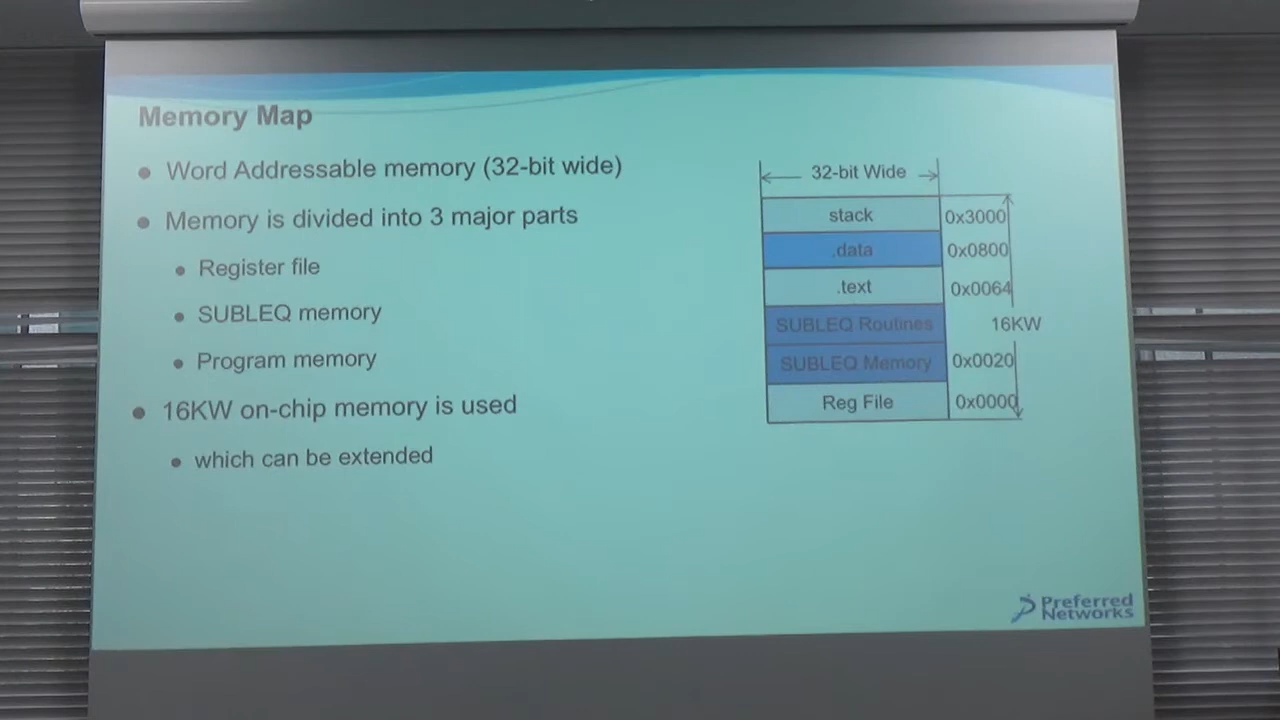 Memory Map
Word Addressable memory (32-bit wide)
Memory is divided into 3 major parts
Register file
SUBLEQ memory
Program memory
16KW on-chip memory is used
which can be extended
32-bit Wide
stack 0x3000
.data 0x0800
.text 0x0064
SUBLEQ Routines 16KW
SUBLEQ Memory 0x0020
Reg File 0x0000
Preferred
Networks